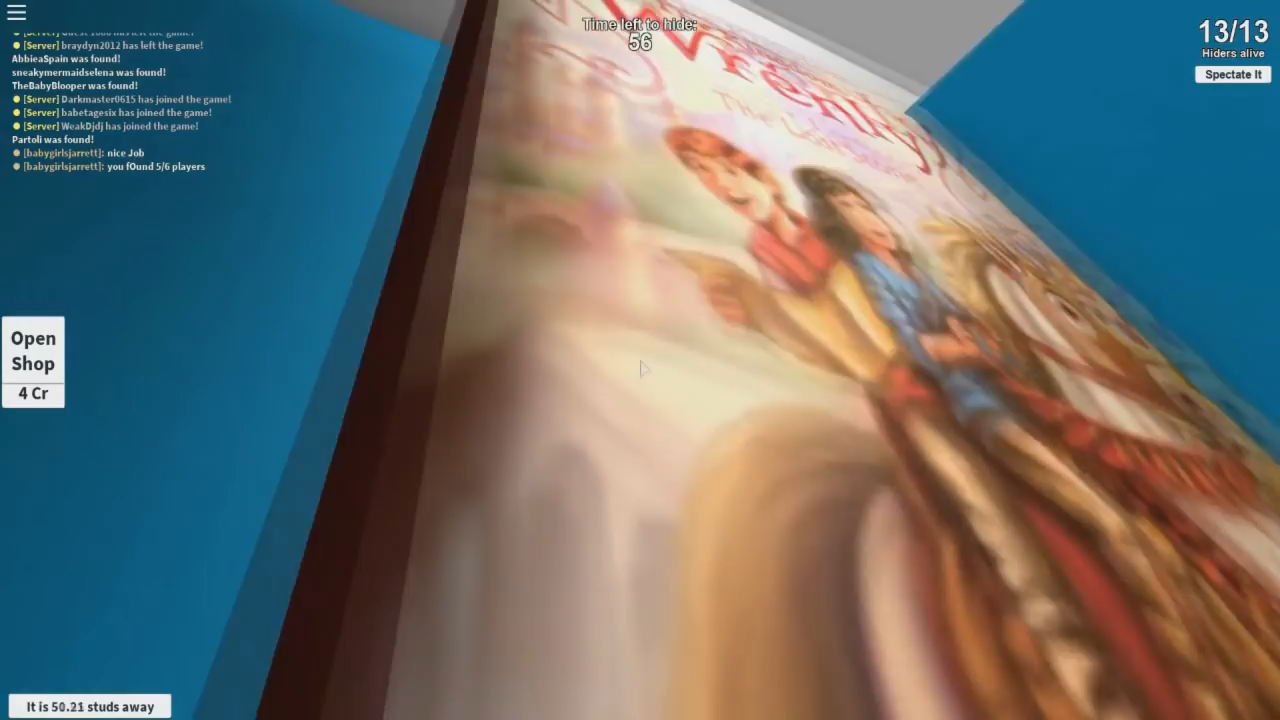 [Server] braydyn2012 has left the game!
AbbieaSpain was found!
sneakymermaidselena was found!
TheBabyBlooper was found!
[Server] Darkmaster0615 has joined the game!
[Server] babetagesix has joined the game!
[Server] WeakDjdj has joined the game!
Partoli was found!
[babygirlsjarrett]: nice Job
[babygirlsjarrett]: you fOund 5/6 players
Time left to hide:
56
13/13
Hiders alive
Spectate It
Wrenly
The
Open
Shop
4 Cr
It is 50.21 studs away